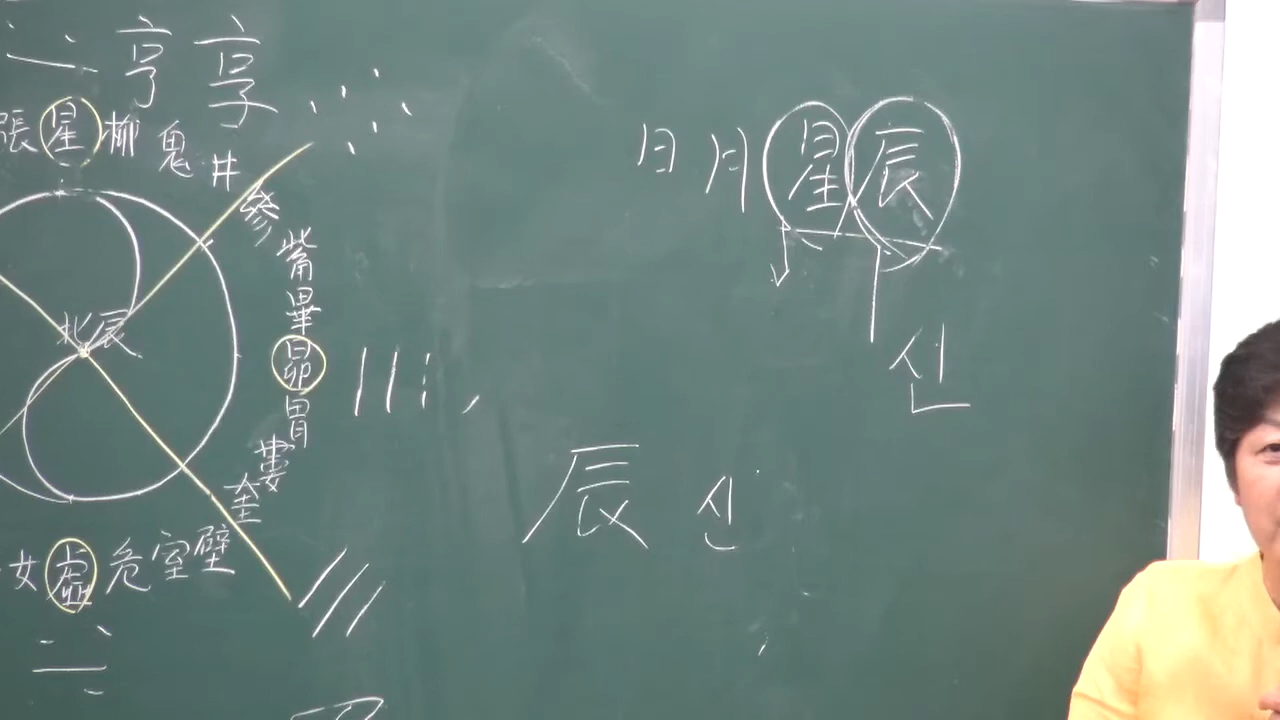 亨 享
張 星 柳 鬼 井 參 觜 畢 昴 胃 婁 奎
北辰
女 虛 危 室 壁
日 月 星 辰
신
辰 신